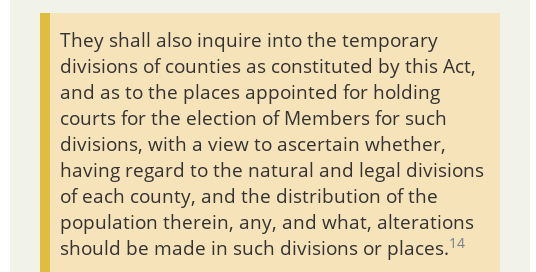 They shall also inquire into the temporary
divisions of counties as constituted by this Act,
and as to the places appointed for holding
courts for the election of Members for such
divisions, with a view to ascertain whether,
having regard to the natural and legal divisions
of each county, and the distribution of the
population therein, any, and what, alterations
should be made in such divisions or places.14